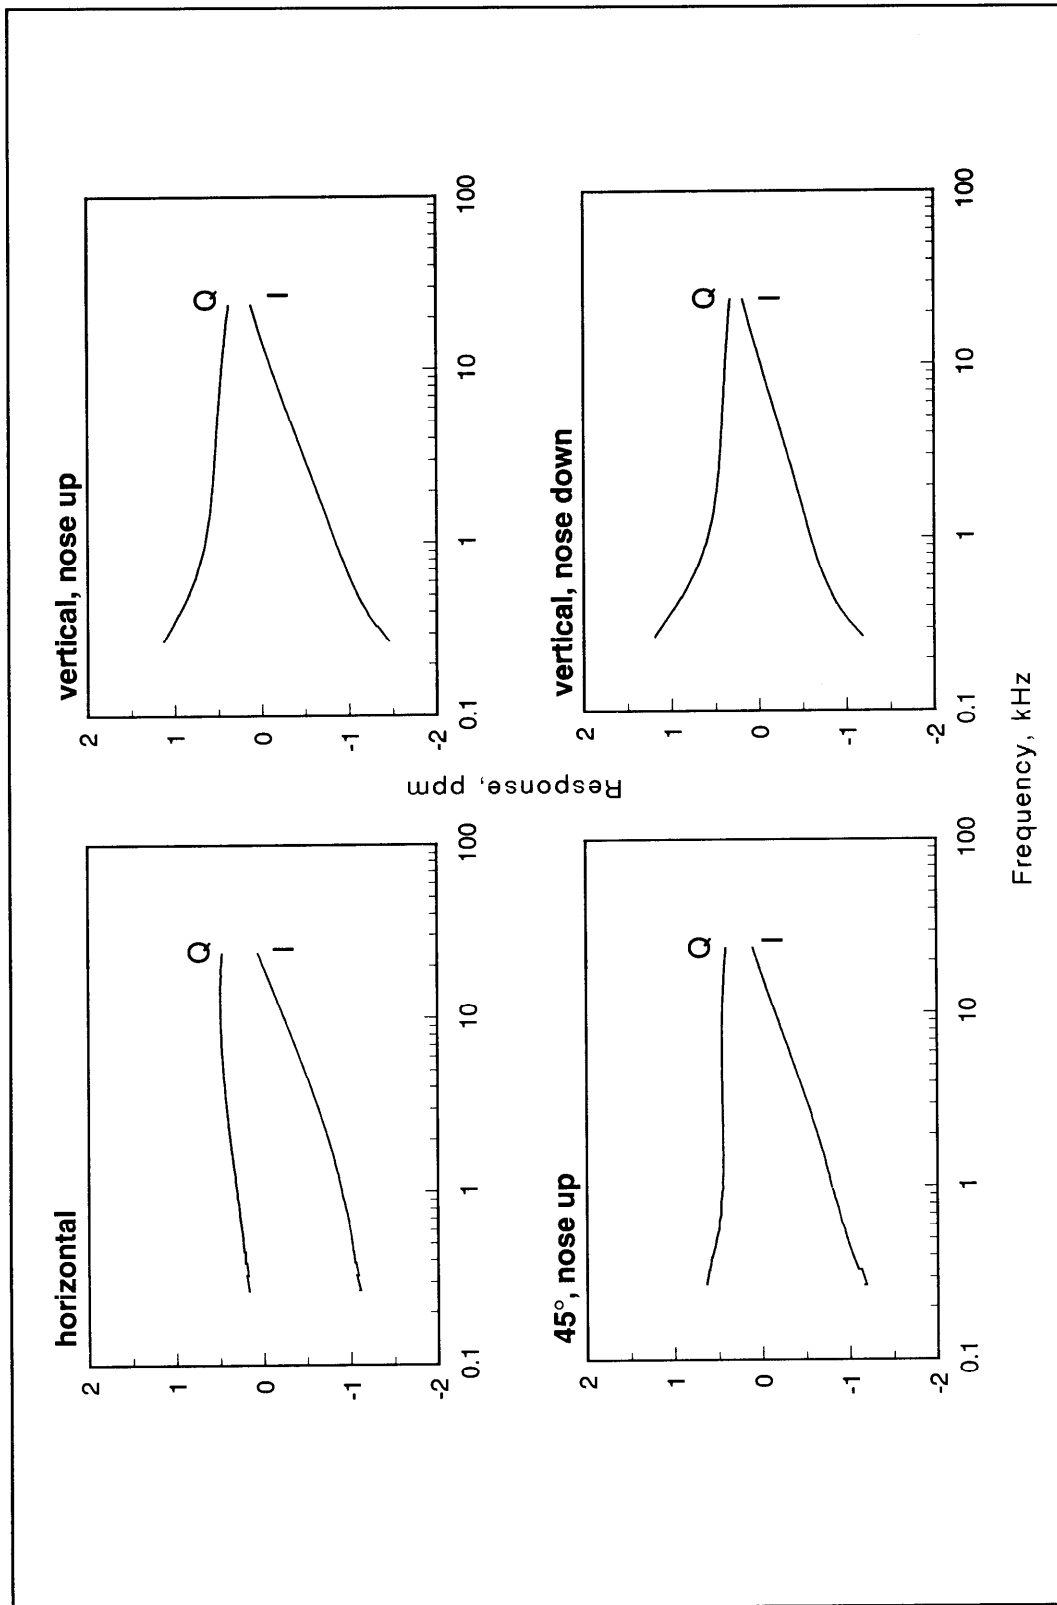 horizontal
2
1
0
-1
-2
0.1
1
10
100
Q
I
vertical, nose up
2
1
0
-1
-2
0.1
1
10
100
Q
I
Response, ppm
45°, nose up
2
1
0
-1
-2
0.1
1
10
100
Q
I
vertical, nose down
2
1
0
-1
-2
0.1
1
10
100
Q
I
Frequency, kHz